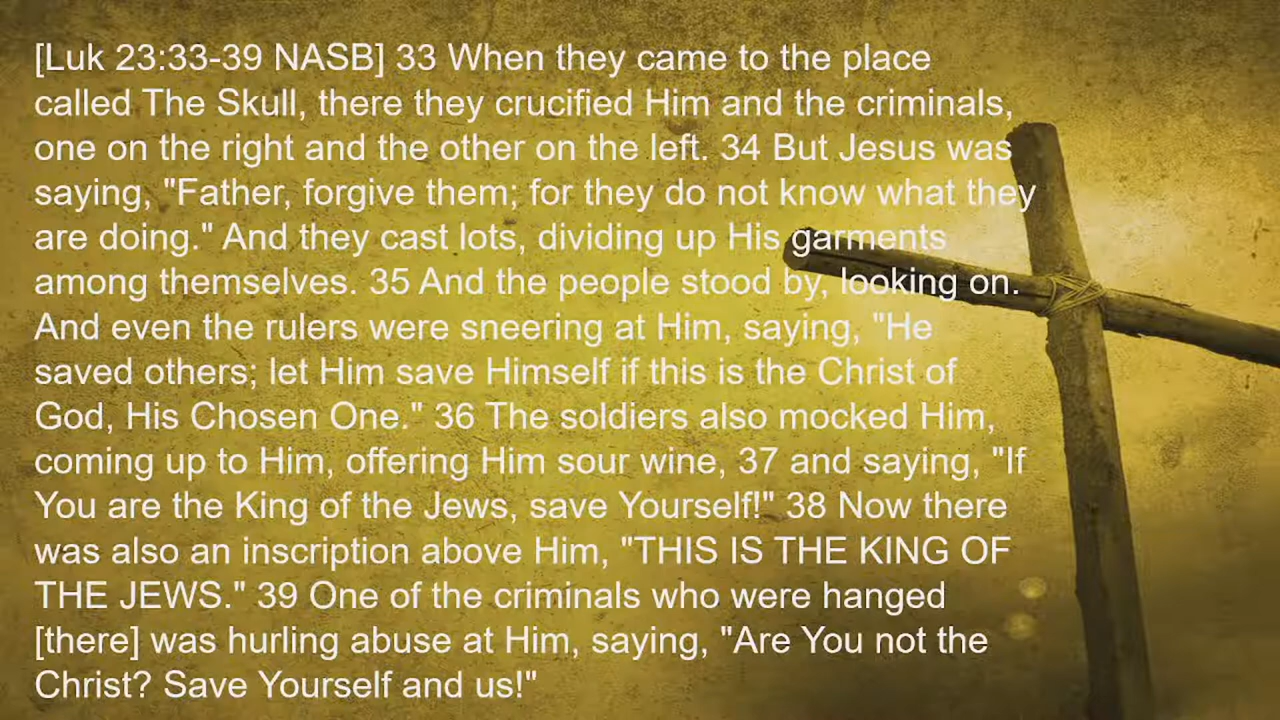 [Luk 23:33-39 NASB] 33 When they came to the place
called The Skull, there they crucified Him and the criminals,
one on the right and the other on the left. 34 But Jesus was
saying, "Father, forgive them; for they do not know what they
are doing." And they cast lots, dividing up His garments
among themselves. 35 And the people stood by, looking on.
And even the rulers were sneering at Him, saying, "He
saved others; let Him save Himself if this is the Christ of
God, His Chosen One." 36 The soldiers also mocked Him,
coming up to Him, offering Him sour wine, 37 and saying, "If
You are the King of the Jews, save Yourself!" 38 Now there
was also an inscription above Him, "THIS IS THE KING OF
THE JEWS." 39 One of the criminals who were hanged
[there] was hurling abuse at Him, saying, "Are You not the
Christ? Save Yourself and us!"